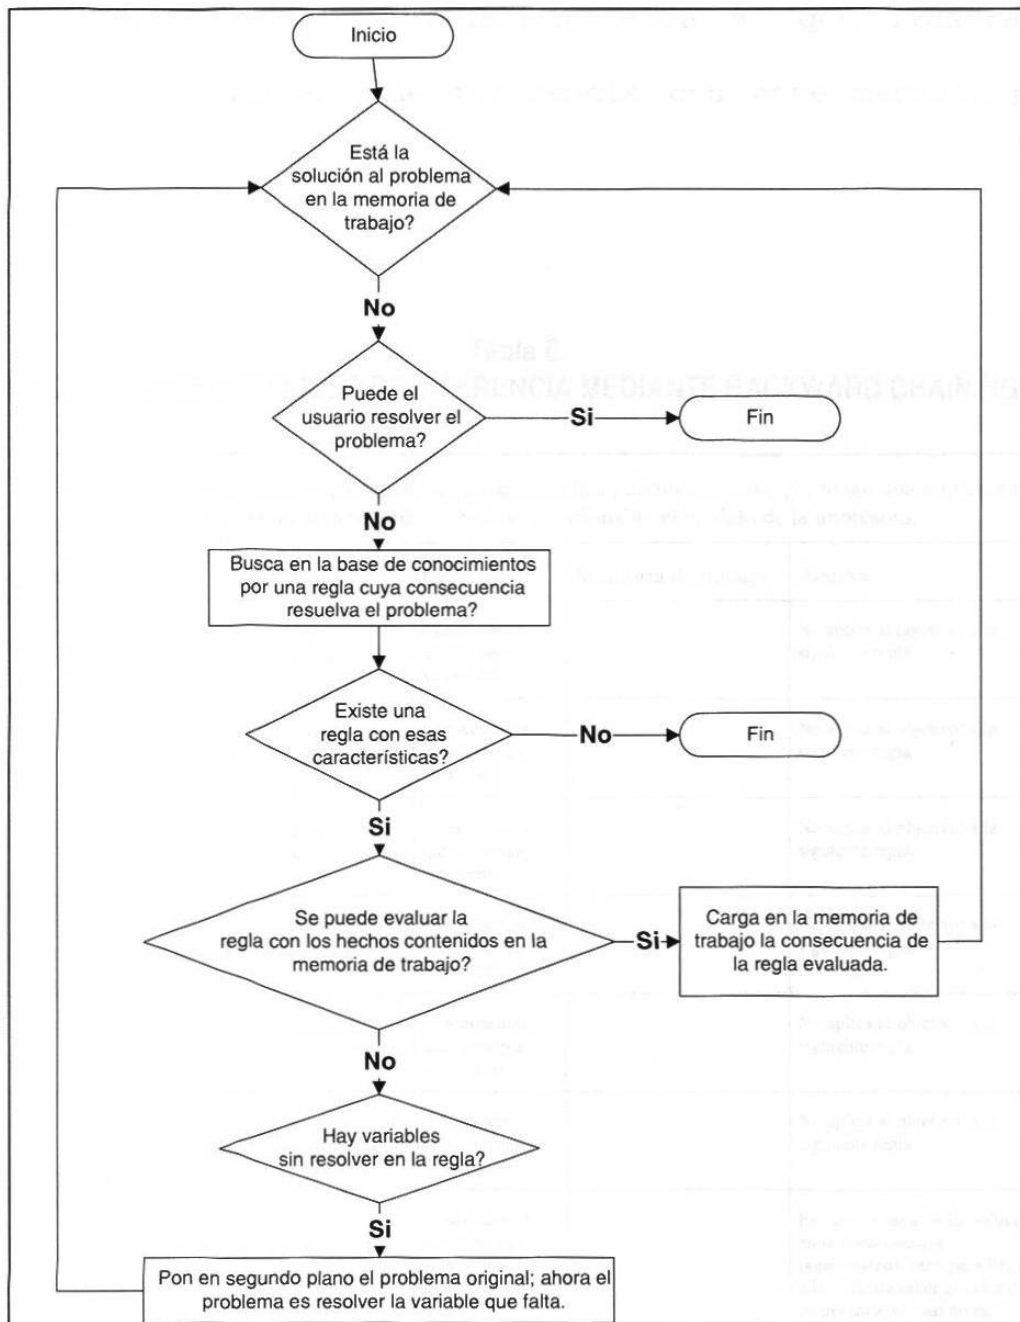 Inicio
Está la
solución al problema
en la memoria de
trabajo?
No
Puede el
usuario resolver el
problema?
Si
Fin
No
Busca en la base de conocimientos
por una regla cuya consecuencia
resuelva el problema?
Existe una
regla con esas
características?
No
Fin
Si
Se puede evaluar la
regla con los hechos contenidos en la
memoria de trabajo?
Si
Carga en la memoria de
trabajo la consecuencia de
la regla evaluada.
No
Hay variables
sin resolver en la regla?
Si
Pon en segundo plano el problema original; ahora el
problema es resolver la variable que falta.